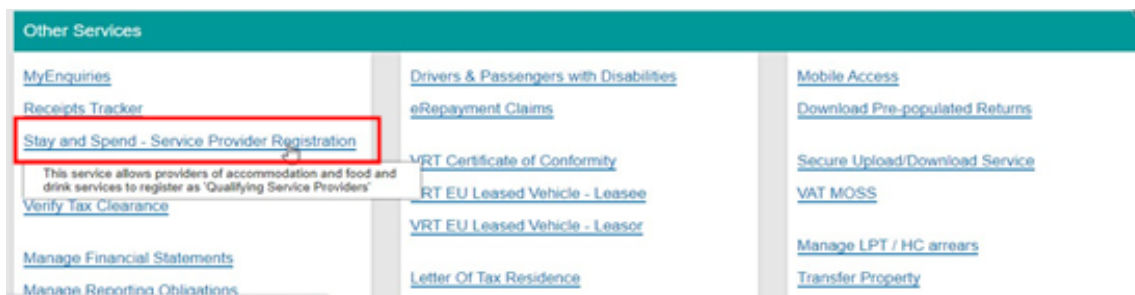 Other Services
MyEnquiries
Receipts Tracker
Stay and Spend - Service Provider Registration
This service allows providers of accommodation and food and
drink services to register as 'Qualifying Service Providers'
Verify Tax Clearance
Manage Financial Statements
Manage Reporting Obligations
Drivers & Passengers with Disabilities
eRepayment Claims
VRT Certificate of Conformity
VRT EU Leased Vehicle - Leasee
VRT EU Leased Vehicle - Leasor
Letter Of Tax Residence
Mobile Access
Download Pre-populated Returns
Secure Upload/Download Service
VAT MOSS
Manage LPT / HC arrears
Transfer Property